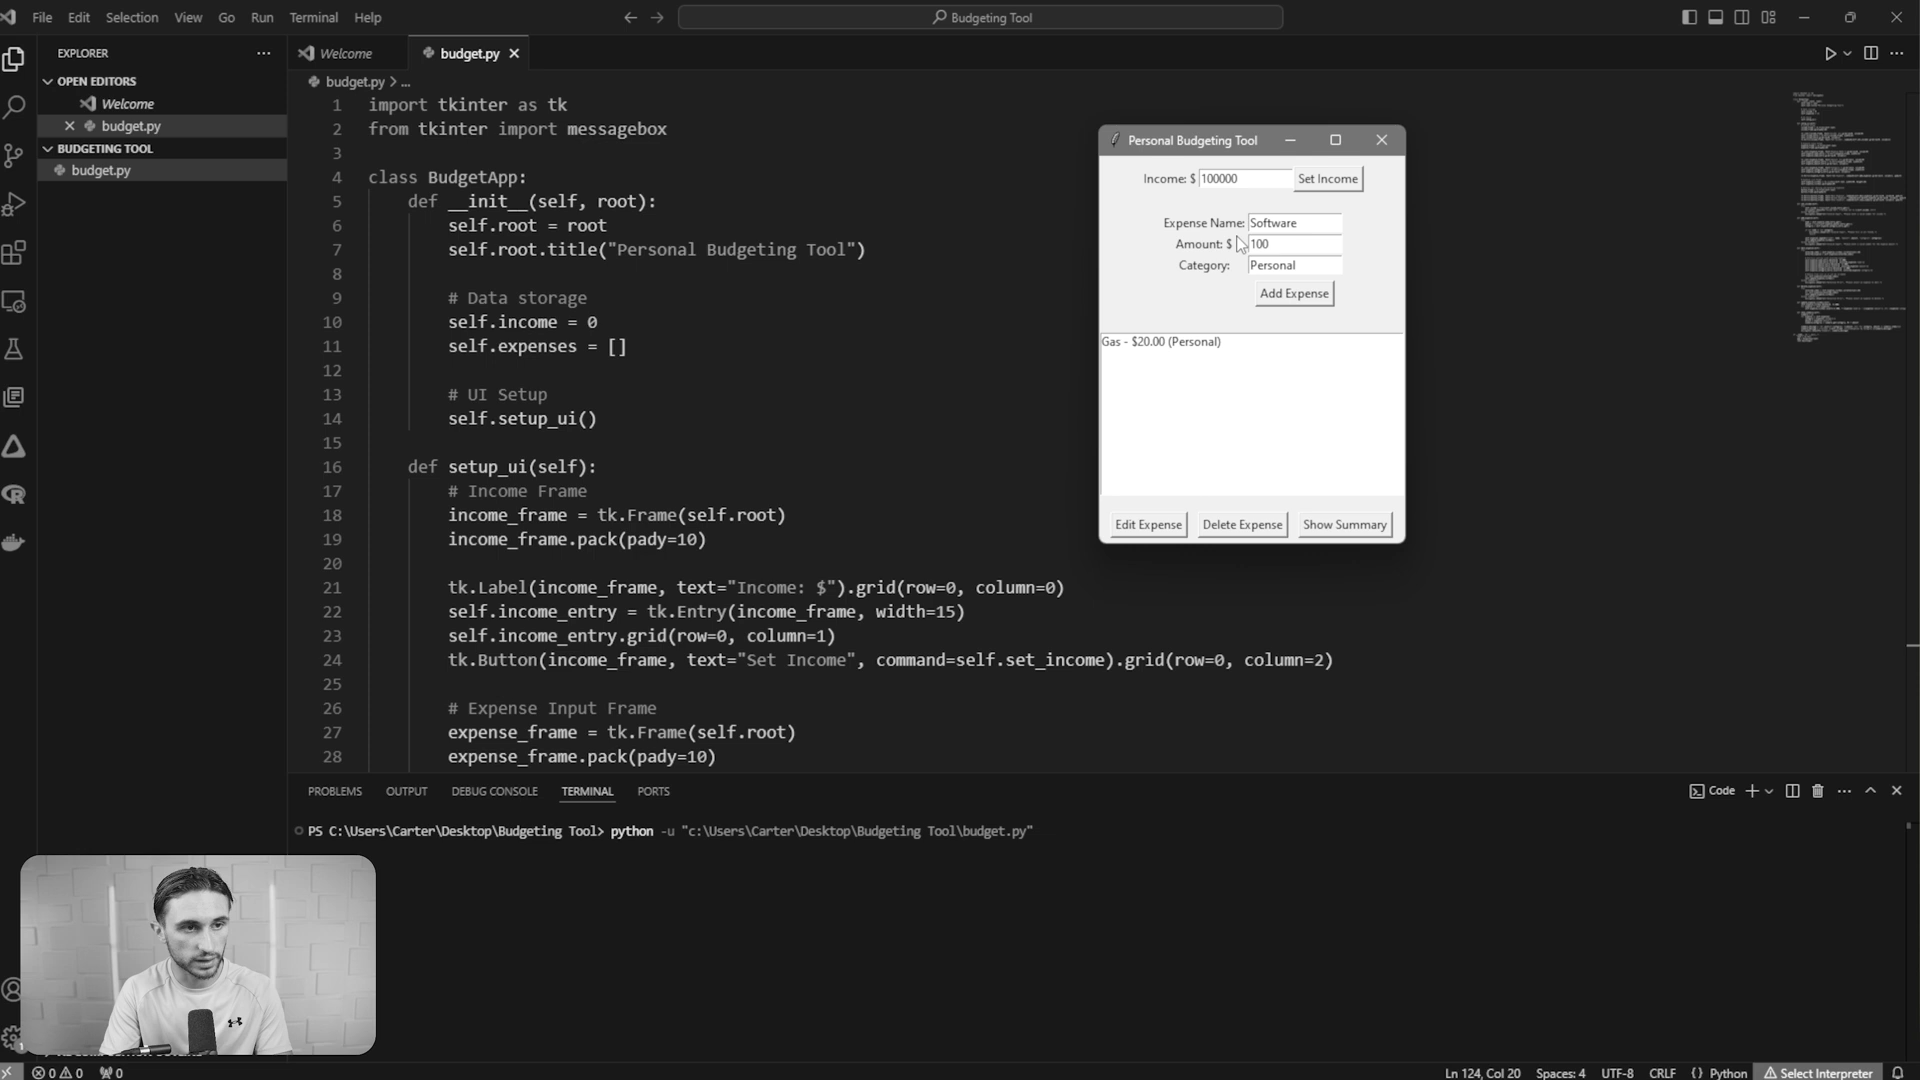 File Edit Selection View Go Run Terminal Help
Budgeting Tool
EXPLORER
OPEN EDITORS
Welcome
budget.py
BUDGETING TOOL
budget.py
Welcome
budget.py
budget.py > ...
1 import tkinter as tk
2 from tkinter import messagebox
3
4 class BudgetApp:
5 def __init__(self, root):
6 self.root = root
7 self.root.title("Personal Budgeting Tool")
8
9 # Data storage
10 self.income = 0
11 self.expenses = []
12
13 # UI Setup
14 self.setup_ui()
15
16 def setup_ui(self):
17 # Income Frame
18 income_frame = tk.Frame(self.root)
19 income_frame.pack(pady=10)
20
21 tk.Label(income_frame, text="Income: $").grid(row=0, column=0)
22 self.income_entry = tk.Entry(income_frame, width=15)
23 self.income_entry.grid(row=0, column=1)
24 tk.Button(income_frame, text="Set Income", command=self.set_income).grid(row=0, column=2)
25
26 # Expense Input Frame
27 expense_frame = tk.Frame(self.root)
28 expense_frame.pack(pady=10)
Personal Budgeting Tool
Income: $ 100000 Set Income
Expense Name: Software
Amount: $ 100
Category: Personal
Add Expense
Gas - $20.00 (Personal)
Edit Expense Delete Expense Show Summary
PROBLEMS OUTPUT DEBUG CONSOLE TERMINAL PORTS
Code
PS C:\Users\Carter\Desktop\Budgeting Tool> python -u "c:\Users\Carter\Desktop\Budgeting Tool\budget.py"
0 0 0
Ln 124, Col 20 Spaces: 4 UTF-8 CRLF {} Python Select Interpreter